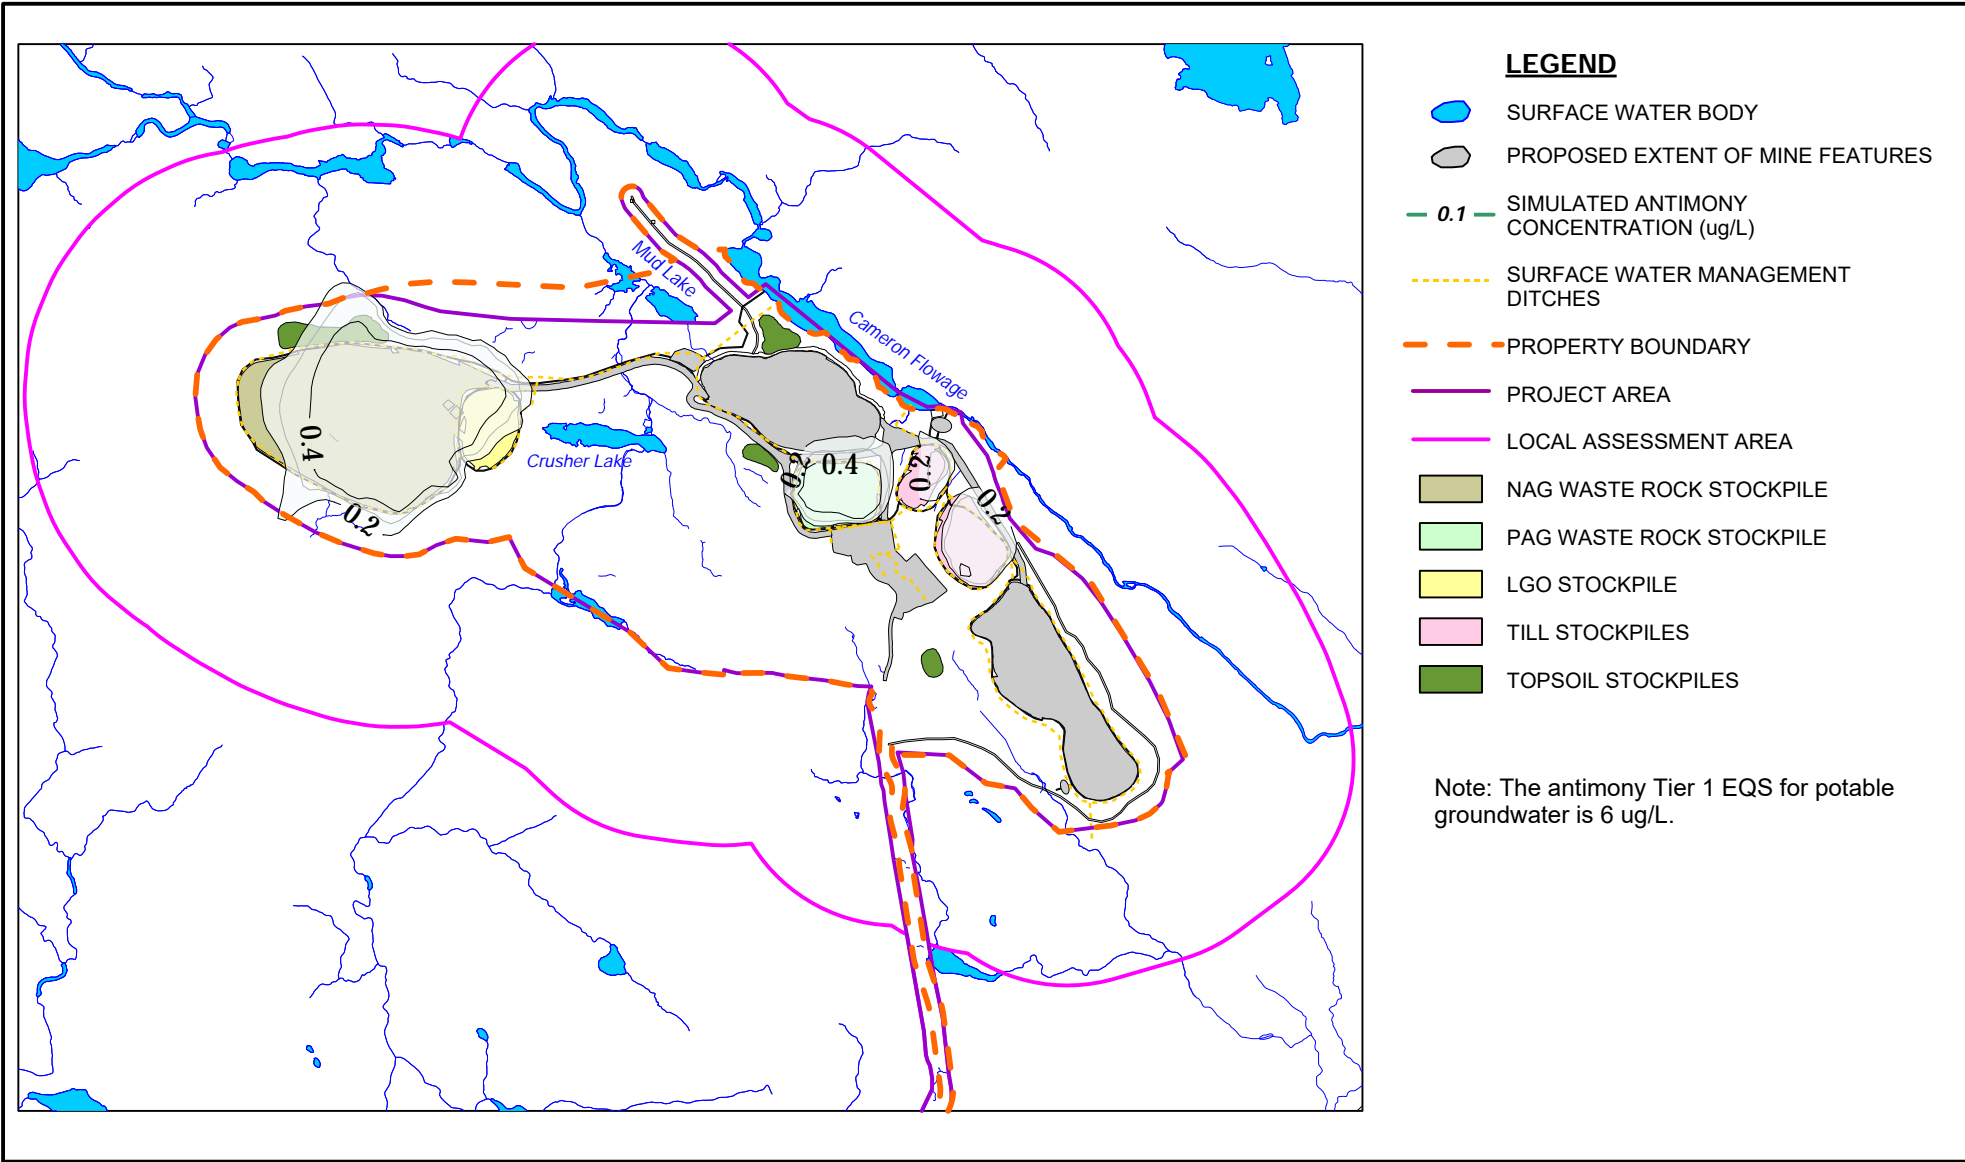 LEGEND
SURFACE WATER BODY
PROPOSED EXTENT OF MINE FEATURES
0.1
SIMULATED ANTIMONY
CONCENTRATION (ug/L)
SURFACE WATER MANAGEMENT
DITCHES
PROPERTY BOUNDARY
PROJECT AREA
LOCAL ASSESSMENT AREA
NAG WASTE ROCK STOCKPILE
PAG WASTE ROCK STOCKPILE
LGO STOCKPILE
TILL STOCKPILES
TOPSOIL STOCKPILES
Note: The antimony Tier 1 EQS for potable
groundwater is 6 ug/L.
Mud Lake
Cameron Flowage
Crusher Lake
0.4
0.2
0.2
0.4
0.2
0.2